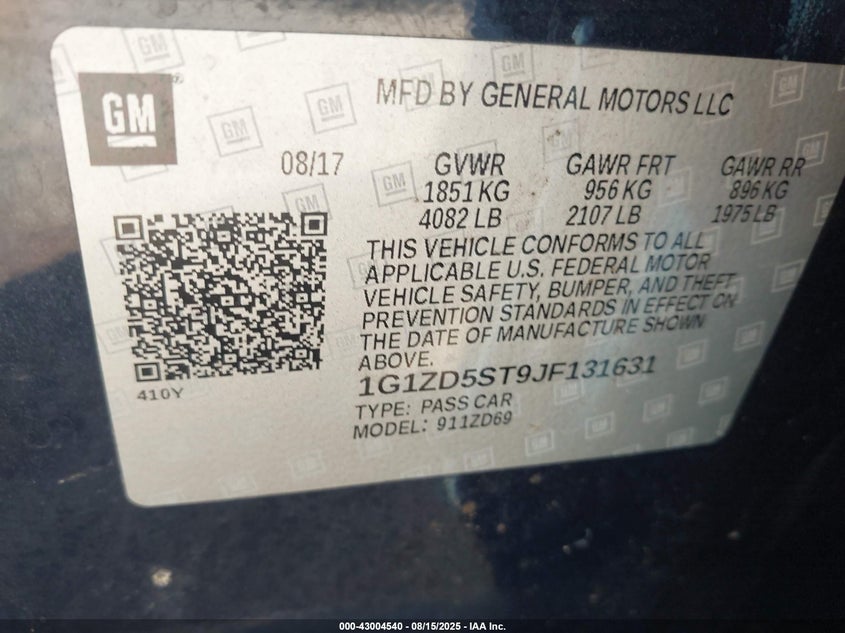 GM
MFD BY GENERAL MOTORS LLC
08/17 GVWR GAWR FRT GAWR RR
1851 KG 956 KG 896 KG
4082 LB 2107 LB 1975 LB
THIS VEHICLE CONFORMS TO ALL
APPLICABLE U.S. FEDERAL MOTOR
VEHICLE SAFETY, BUMPER, AND THEFT
PREVENTION STANDARDS IN EFFECT ON
THE DATE OF MANUFACTURE SHOWN
ABOVE.
1G1ZD5ST9JF131631
410Y
TYPE: PASS CAR
MODEL: 911ZD69
000-43004540 - 08/15/2025 - IAA Inc.